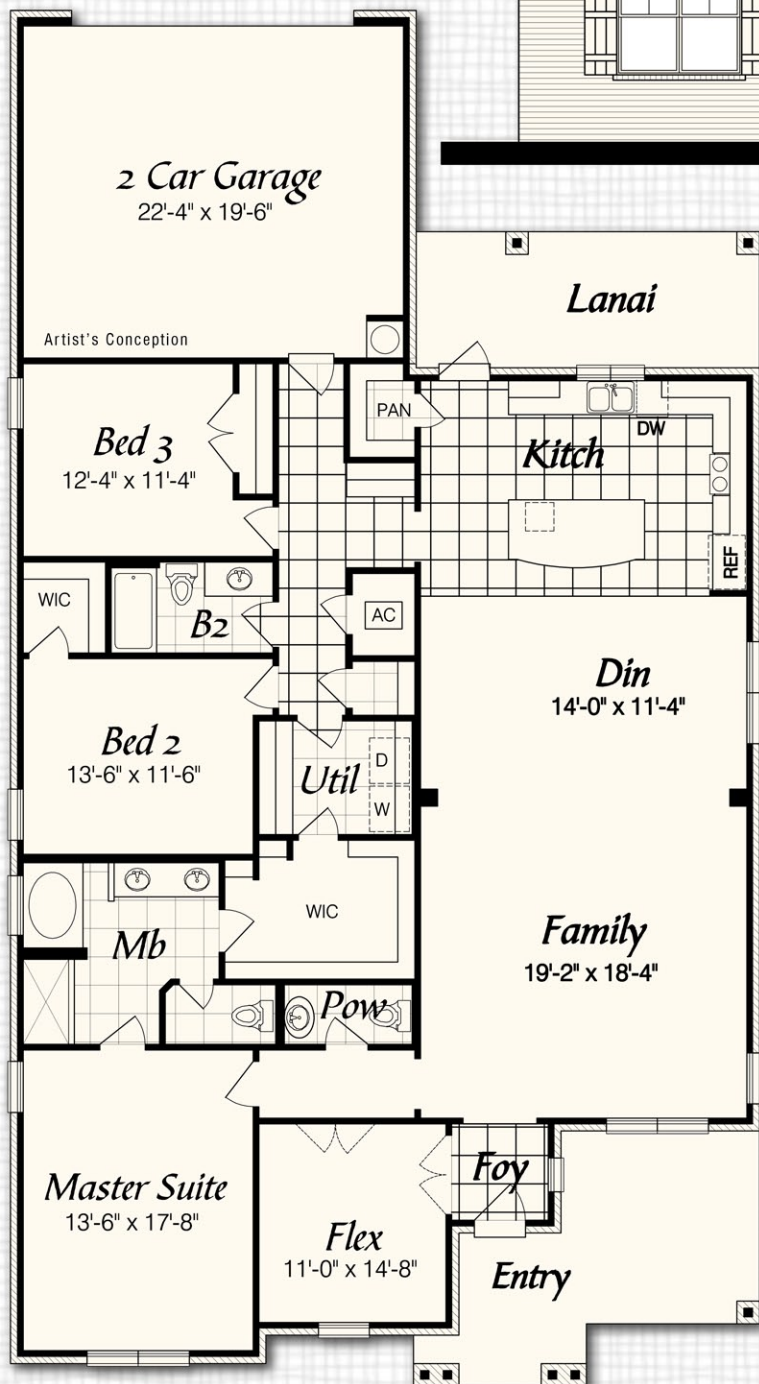 2 Car Garage
22'-4" x 19'-6"
Artist's Conception
Lanai
PAN
Bed 3
12'-4" x 11'-4"
DW
Kitch
REF
WIC
B2
AC
Din
14'-0" x 11'-4"
Bed 2
13'-6" x 11'-6"
Util
D
W
WIC
Mb
Family
19'-2" x 18'-4"
Pow
Master Suite
13'-6" x 17'-8"
Foy
Flex
11'-0" x 14'-8"
Entry